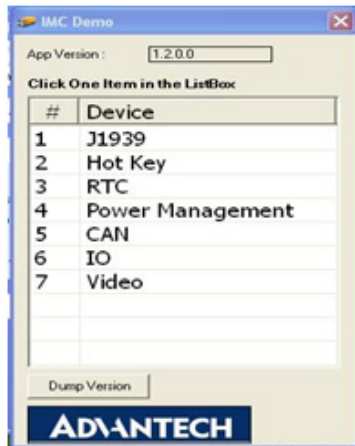 IMC Demo
App Version : 1.2.0.0
Click One Item in the ListBox
# Device
1 J1939
2 Hot Key
3 RTC
4 Power Management
5 CAN
6 IO
7 Video
Dump Version
ADVANTECH